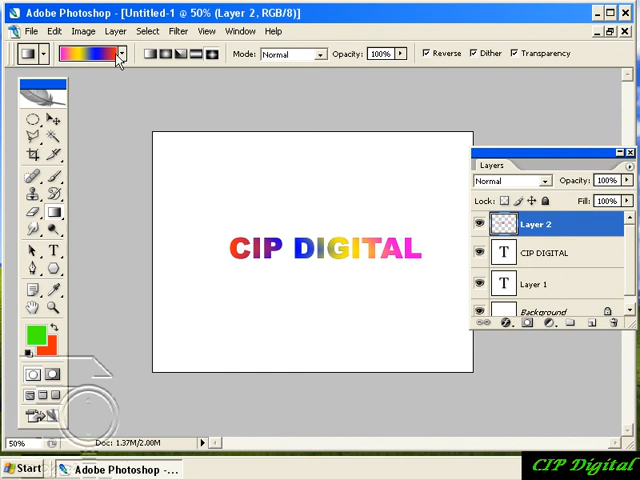 Adobe Photoshop - [Untitled-1 @ 50% (Layer 2, RGB/8)]
File Edit Image Layer Select Filter View Window Help
Mode: Normal Opacity: 100% Reverse Dither Transparency
Layers
Normal Opacity: 100%
Lock: Fill: 100%
Layer 2
T CIP DIGITAL
T Layer 1
Background
CIP DIGITAL
T
50% Doc: 1.37M/2.00M
Start Adobe Photoshop - ...
CIP Digital